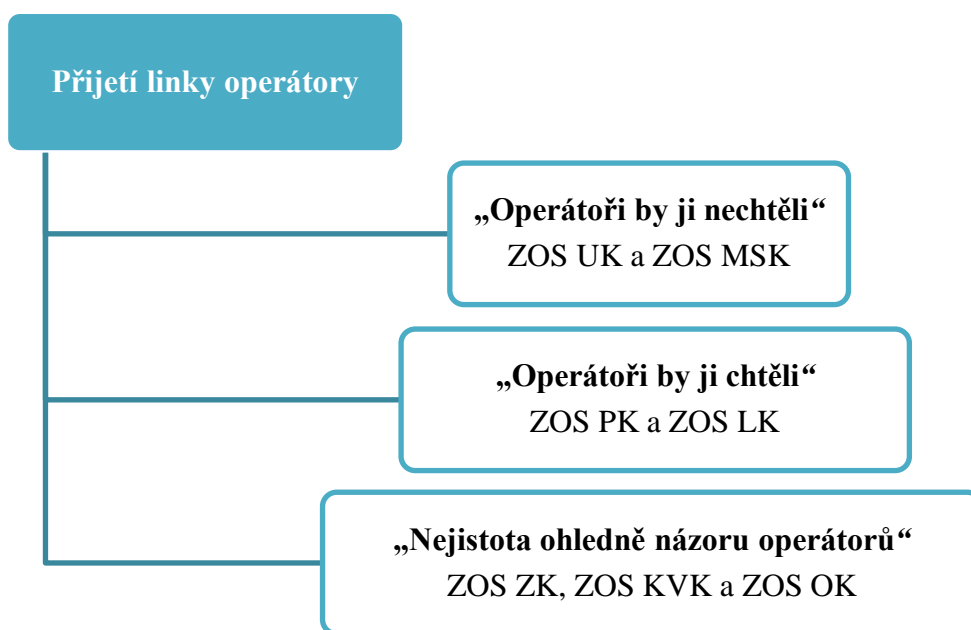 Přijetí linky operátory
„Operátoři by ji nechtěli“
ZOS UK a ZOS MSK
„Operátoři by ji chtěli“
ZOS PK a ZOS LK
„Nejistota ohledně názoru operátorů“
ZOS ZK, ZOS KVK a ZOS OK